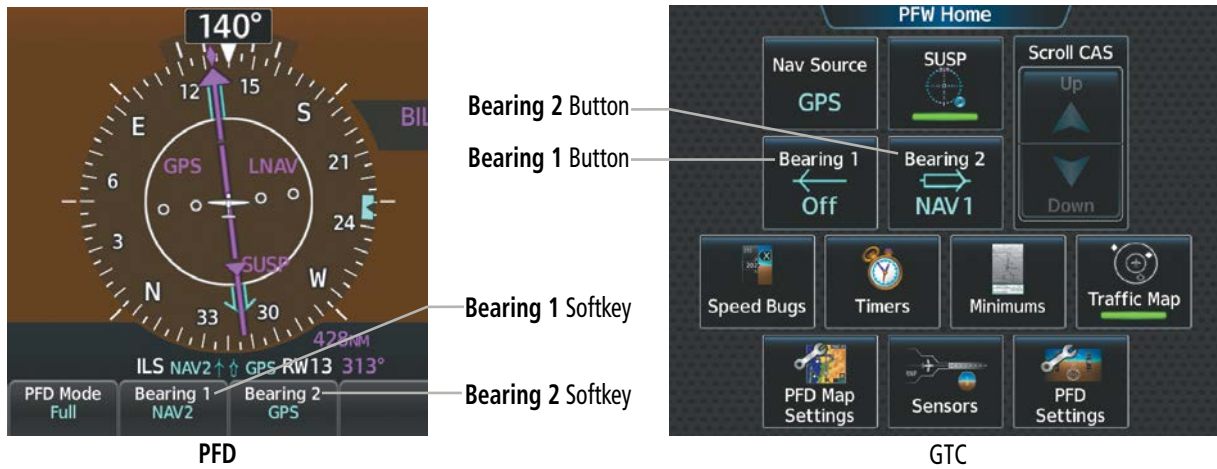 140°
12
15
E
S
BIL
GPS
LNAV
6
21
3
24
SUSP
N
W
33
30
428NM
ILS NAV2 ↑ ⇧ GPS RW13 313°
PFD Mode
Full
Bearing 1
NAV2
Bearing 2
GPS
PFD
Bearing 2 Button
Bearing 1 Button
Bearing 1 Softkey
Bearing 2 Softkey
PFW Home
Nav Source
GPS
SUSP
Scroll CAS
Up
Down
Bearing 1
Off
Bearing 2
NAV1
Speed Bugs
Timers
Minimums
Traffic Map
PFD Map
Settings
Sensors
PFD
Settings
GTC